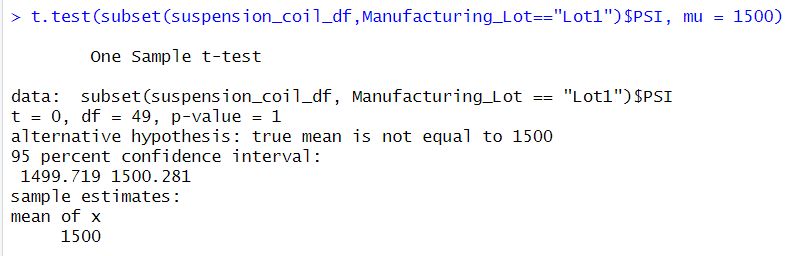 > t.test(subset(suspension_coil_df,Manufacturing_Lot=="Lot1")$PSI, mu = 1500)
One Sample t-test
data:  subset(suspension_coil_df, Manufacturing_Lot == "Lot1")$PSI
t = 0, df = 49, p-value = 1
alternative hypothesis: true mean is not equal to 1500
95 percent confidence interval:
1499.719 1500.281
sample estimates:
mean of x
1500